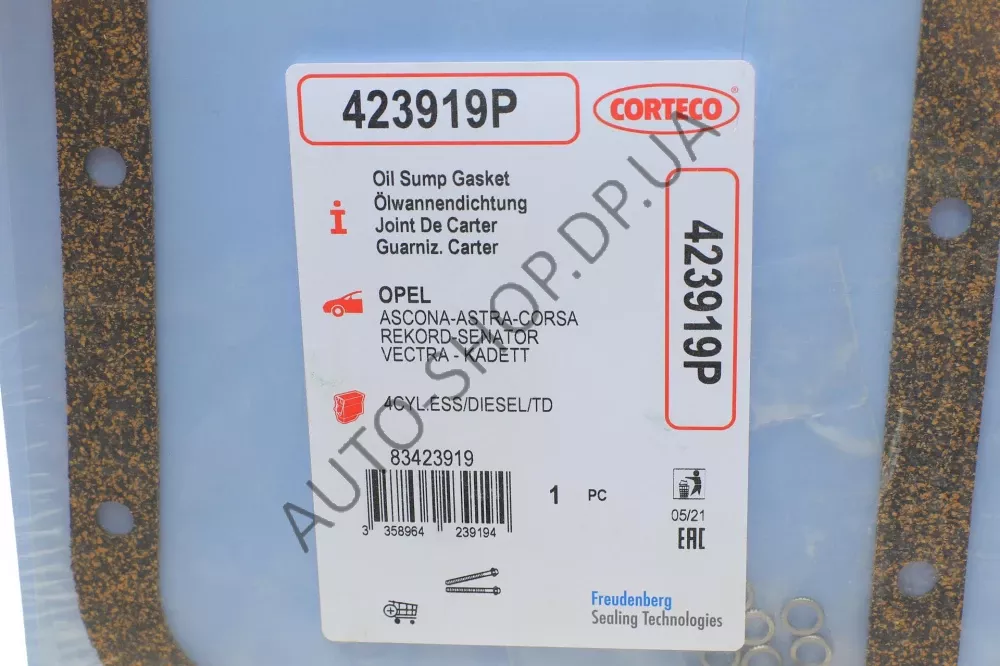 423919P
CORTECO®
Oil Sump Gasket
Ölwannendichtung
Joint De Carter
Guarniz. Carter
423919P
OPEL
ASCONA-ASTRA-CORSA
REKORD-SENATOR
VECTRA - KADETT
4CYL.ESS/DIESEL/TD
83423919
3 358964 239194
1 PC
05/21
EAC
Freudenberg
Sealing Technologies
AUTO-SHOP.DP.UA